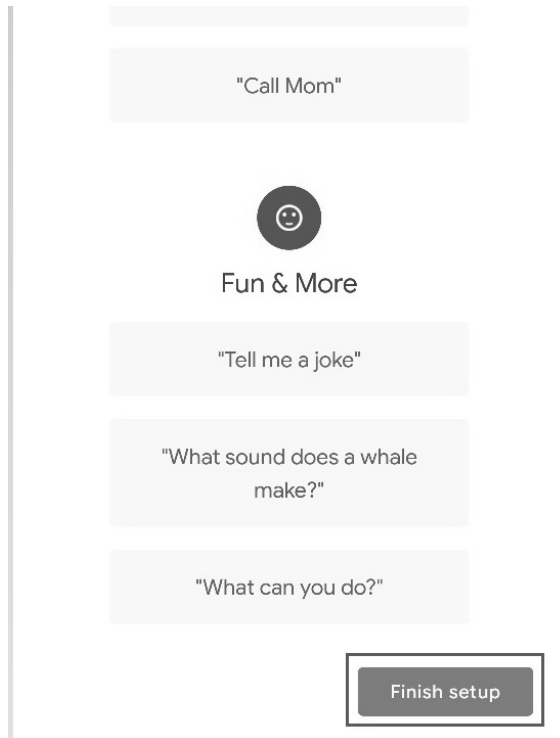 "Call Mom"
Fun & More
"Tell me a joke"
"What sound does a whale
make?"
"What can you do?"
Finish setup